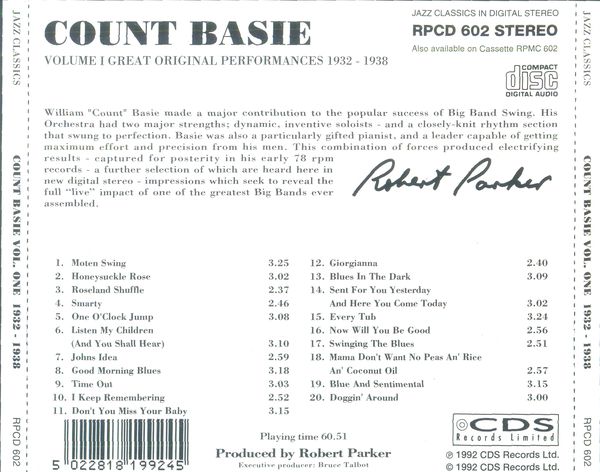 COUNT BASIE
VOLUME I GREAT ORIGINAL PERFORMANCES 1932 - 1938
JAZZ CLASSICS IN DIGITAL STEREO
RPCD 602 STEREO
Also available on Cassette RPMC 602
COMPACT
disc
DIGITAL AUDIO
William "Count" Basie made a major contribution to the popular success of Big Band Swing. His
Orchestra had two major strengths; dynamic, inventive soloists - and a closely-knit rhythm section
that swung to perfection. Basie was also a particularly gifted pianist, and a leader capable of getting
maximum effort and precision from his men. This combination of forces produced electrifying
results - captured for posterity in his early 78 rpm
records - a further selection of which are heard here in
new digital stereo - impressions which seek to reveal the
full "live" impact of one of the greatest Big Bands ever
assembled.
Robert Parker
1. Moten Swing 3.25
2. Honeysuckle Rose 3.02
3. Roseland Shuffle 2.37
4. Smarty 2.46
5. One O'Clock Jump 3.08
6. Listen My Children
(And You Shall Hear) 3.10
7. Johns Idea 2.59
8. Good Morning Blues 3.18
9. Time Out 3.03
10. I Keep Remembering 2.52
11. Don't You Miss Your Baby 3.15
12. Giorgianna 2.40
13. Blues In The Dark 3.09
14. Sent For You Yesterday
And Here You Come Today 3.02
15. Every Tub 3.24
16. Now Will You Be Good 2.56
17. Swinging The Blues 2.51
18. Mama Don't Want No Peas An' Rice
An' Coconut Oil 2.57
19. Blue And Sentimental 3.15
20. Doggin' Around 3.00
Playing time 60.51
Produced by Robert Parker
Executive producer: Bruce Talbot
5 022818 199245
CDS
Records Limited
℗ 1992 CDS Records Ltd.
© 1992 CDS Records Ltd.
JAZZ CLASSICS COUNT BASIE VOL. ONE 1932 - 1938 RPCD 602
JAZZ CLASSICS COUNT BASIE VOL. ONE 1932 - 1938 RPCD 602